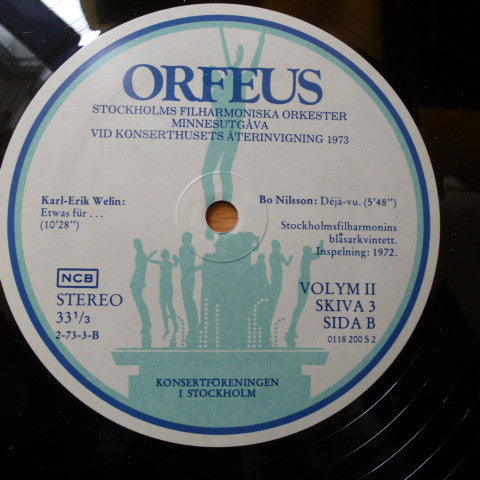 ORFEUS
STOCKHOLMS FILHARMONISKA ORKESTER
MINNESUTGÅVA
VID KONSERTHUSETS ÅTERINVIGNING 1973
Karl-Erik Welin:
Etwas für . . .
(10'28")
Bo Nilsson: Déjà-vu. (5'48")
Stockholmsfilharmonins
blåsarkvintett.
Inspelning: 1972.
NCB
STEREO
33 1/3
2-73-3-B
VOLYM II
SKIVA 3
SIDA B
0118 200 S 2
KONSERTFÖRENINGEN
I STOCKHOLM